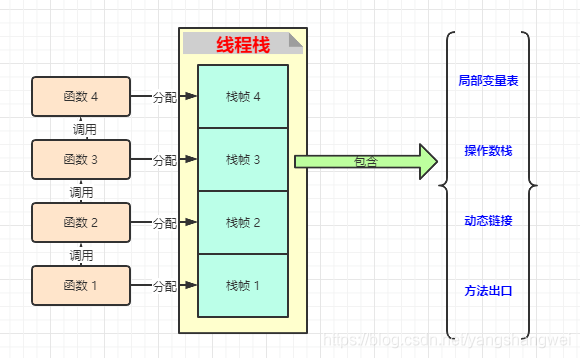 线程栈
函数 4
分配
栈帧 4
调用
函数 3
分配
栈帧 3
调用
函数 2
分配
栈帧 2
调用
函数 1
分配
栈帧 1
包含
局部变量表
操作数栈
动态链接
方法出口
https://blog.csdn.net/yangshangwei